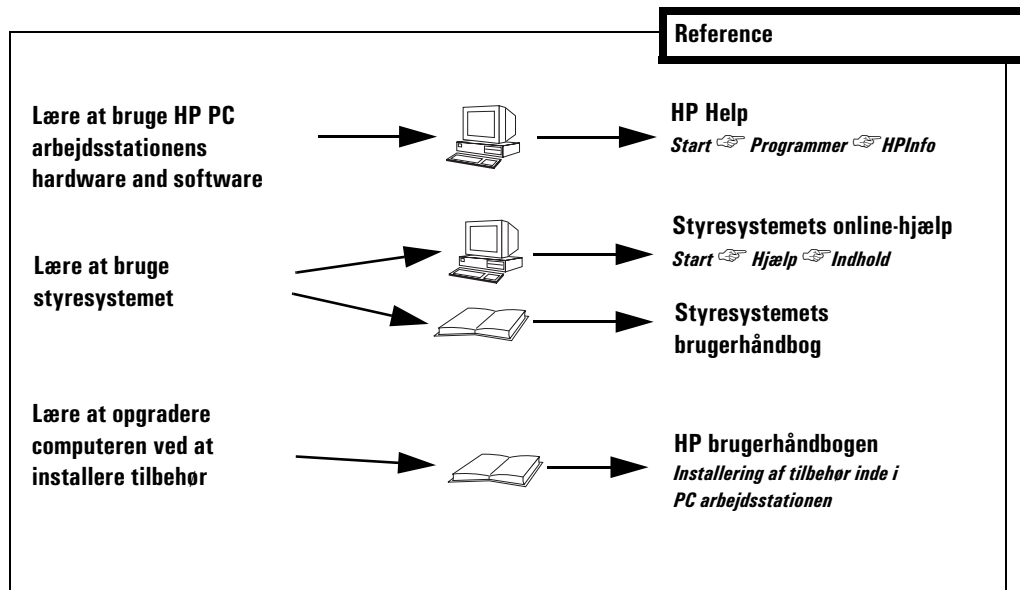 Reference
Lære at bruge HP PC
arbejdsstationens
hardware and software
HP Help
Start ☞ Programmer ☞ HPInfo
Lære at bruge
styresystemet
Styresystemets online-hjælp
Start ☞ Hjælp ☞ Indhold
Styresystemets
brugerhåndbog
Lære at opgradere
computeren ved at
installere tilbehør
HP brugerhåndbogen
Installering af tilbehør inde i
PC arbejdsstationen